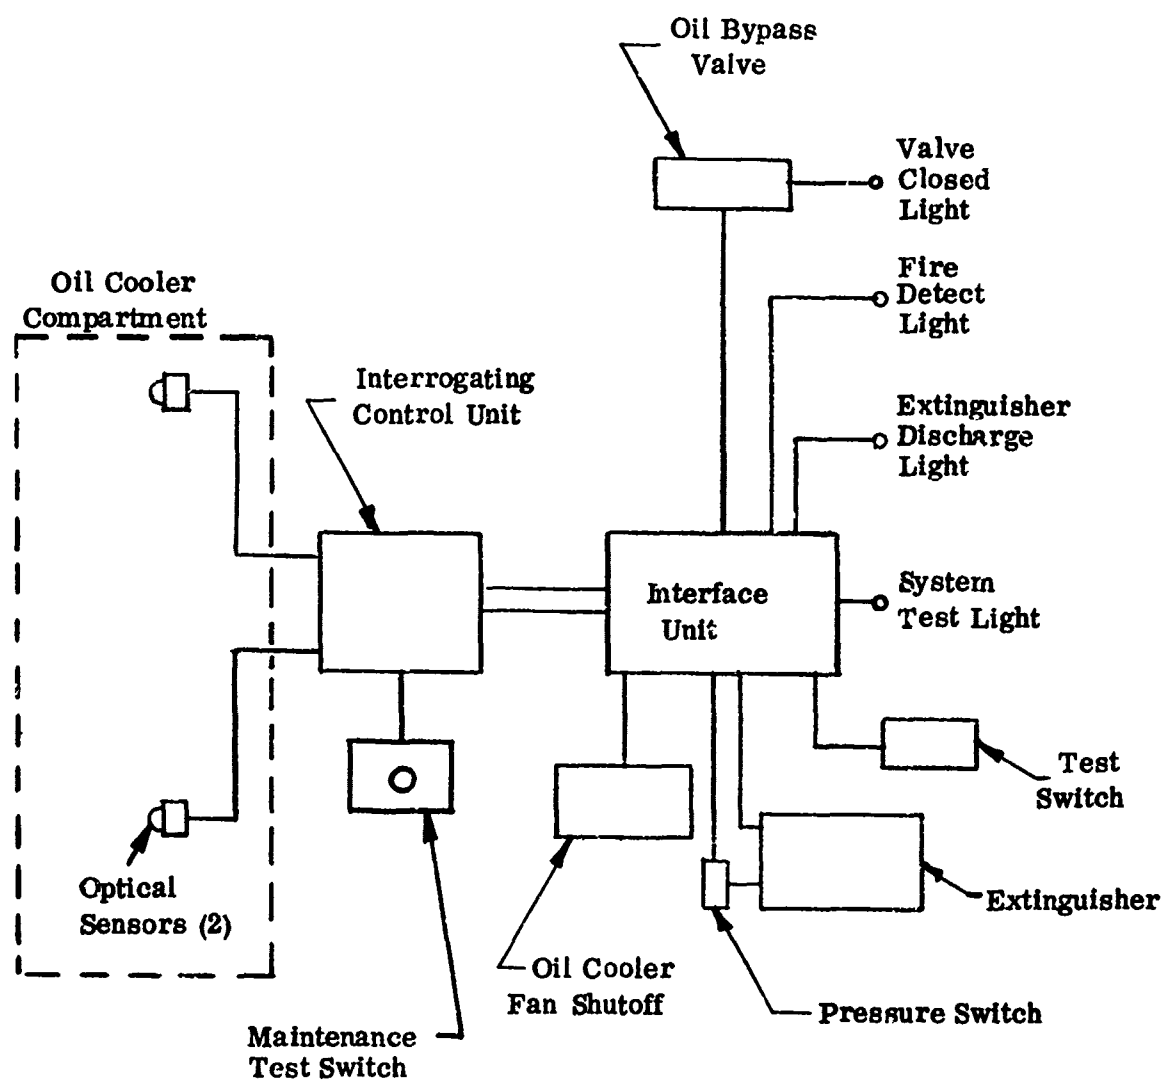 Oil Bypass
Valve
Valve
Closed
Light
Fire
Detect
Light
Oil Cooler
Compartment
Interrogating
Control Unit
Extinguisher
Discharge
Light
Interface
Unit
System
Test Light
Test
Switch
Optical
Sensors (2)
Extinguisher
Oil Cooler
Fan Shutoff
Pressure Switch
Maintenance
Test Switch